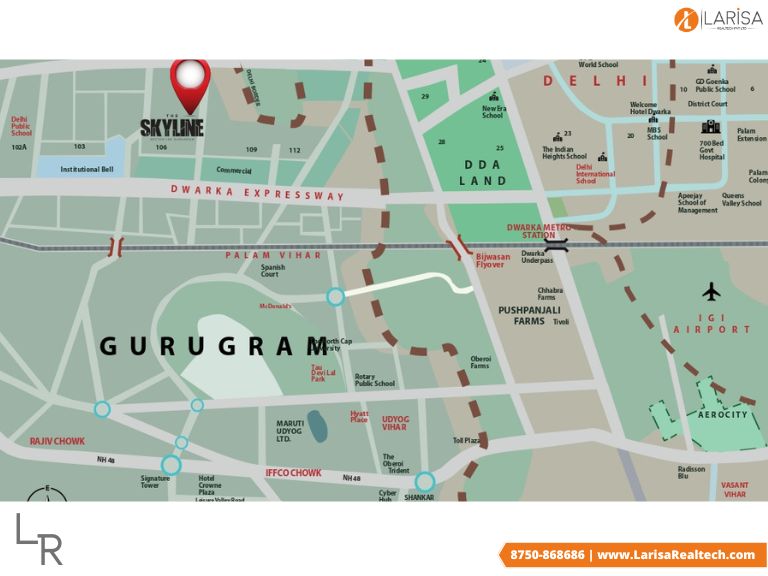 LARISA
REALTECH PVT LTD
World School
24
DELHI
DELHI BORDER
29
New Era
School
GD Goenka
Public School
10
6
District Court
Welcome
Hotel Dwarka
Delhi
Public
School
102A
103
THE
SKYLINE
106
109
112
28
25
23
The Indian
Heights School
20
MBS
School
700 Bed
Govt
Hospital
Palam
Extension
Institutional Bell
Commercial
DDA
LAND
Delhi
International
School
Palam
Colony
DWARKA EXPRESSWAY
Apeejay
School of
Management
Queens
Valley School
DWARKA METRO
STATION
PALAM VIHAR
Bijwasan
Flyover
Dwarka
Underpass
Spanish
Court
McDonald's
Chhabra
Farms
PUSHPANJALI
FARMS
Tivoli
IGI
AIRPORT
GURUGRAM
Tau
Devi Lal
Park
Rotary
Public School
Oberoi
Farms
MARUTI
UDYOG
LTD.
Hyatt
Place
UDYOG
VIHAR
AEROCITY
RAJIV CHOWK
NH 48
Toll Plaza
Signature
Tower
Hotel
Crowne
Plaza
Leisure Valley Road
IFFCO CHOWK
NH 48
The
Oberoi
Trident
Cyber
Hub
SHANKAR
Radisson
Blu
VASANT
VIHAR
E
LR
8750-868686 | www.LarisaRealtech.com